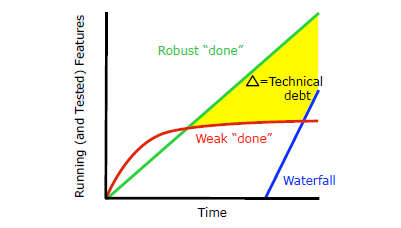 Running (and Tested) Features
Robust “done”
△=Technical
debt
Weak “done”
Waterfall
Time